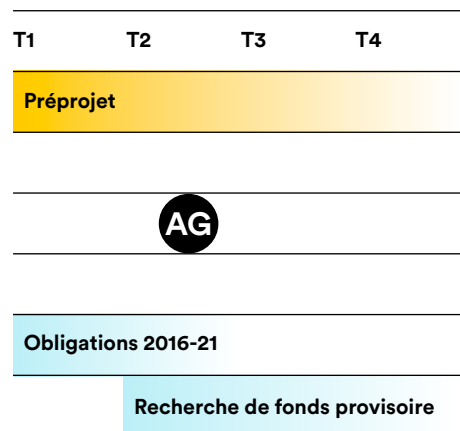 T1 T2 T3 T4
Préprojet
AG
Obligations 2016-21
Recherche de fonds provisoire